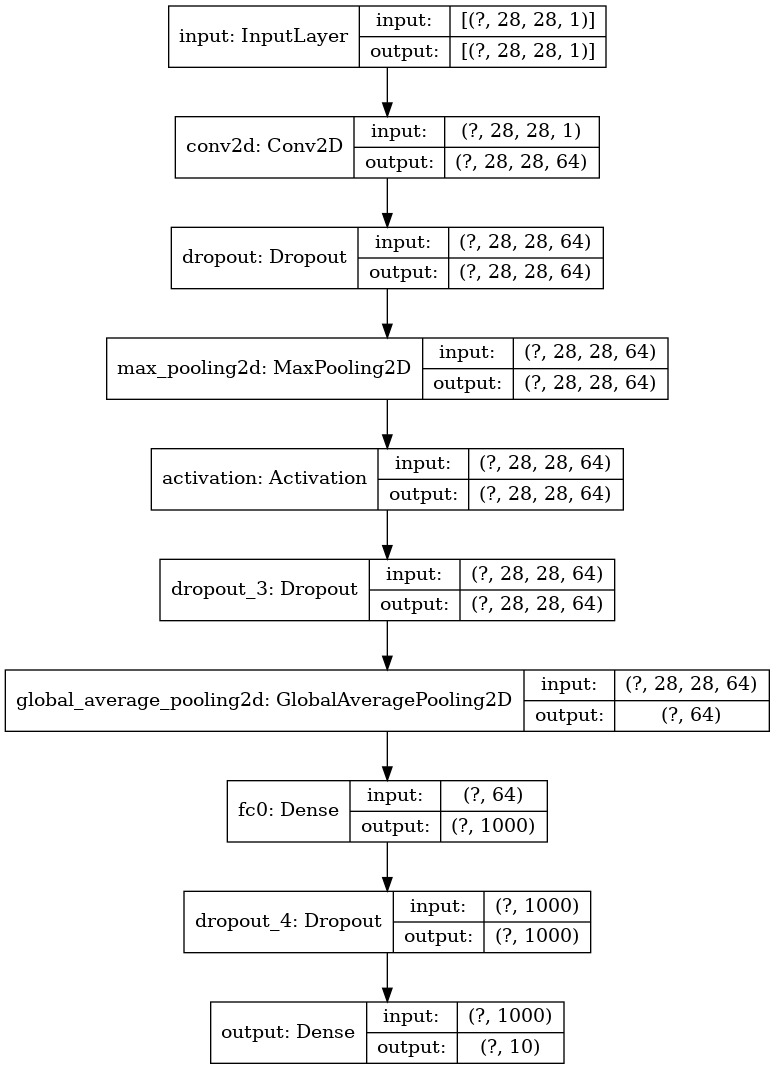 input: InputLayer
input: [(?, 28, 28, 1)]
output: [(?, 28, 28, 1)]
conv2d: Conv2D
input: (?, 28, 28, 1)
output: (?, 28, 28, 64)
dropout: Dropout
input: (?, 28, 28, 64)
output: (?, 28, 28, 64)
max_pooling2d: MaxPooling2D
input: (?, 28, 28, 64)
output: (?, 28, 28, 64)
activation: Activation
input: (?, 28, 28, 64)
output: (?, 28, 28, 64)
dropout_3: Dropout
input: (?, 28, 28, 64)
output: (?, 28, 28, 64)
global_average_pooling2d: GlobalAveragePooling2D
input: (?, 28, 28, 64)
output: (?, 64)
fc0: Dense
input: (?, 64)
output: (?, 1000)
dropout_4: Dropout
input: (?, 1000)
output: (?, 1000)
output: Dense
input: (?, 1000)
output: (?, 10)